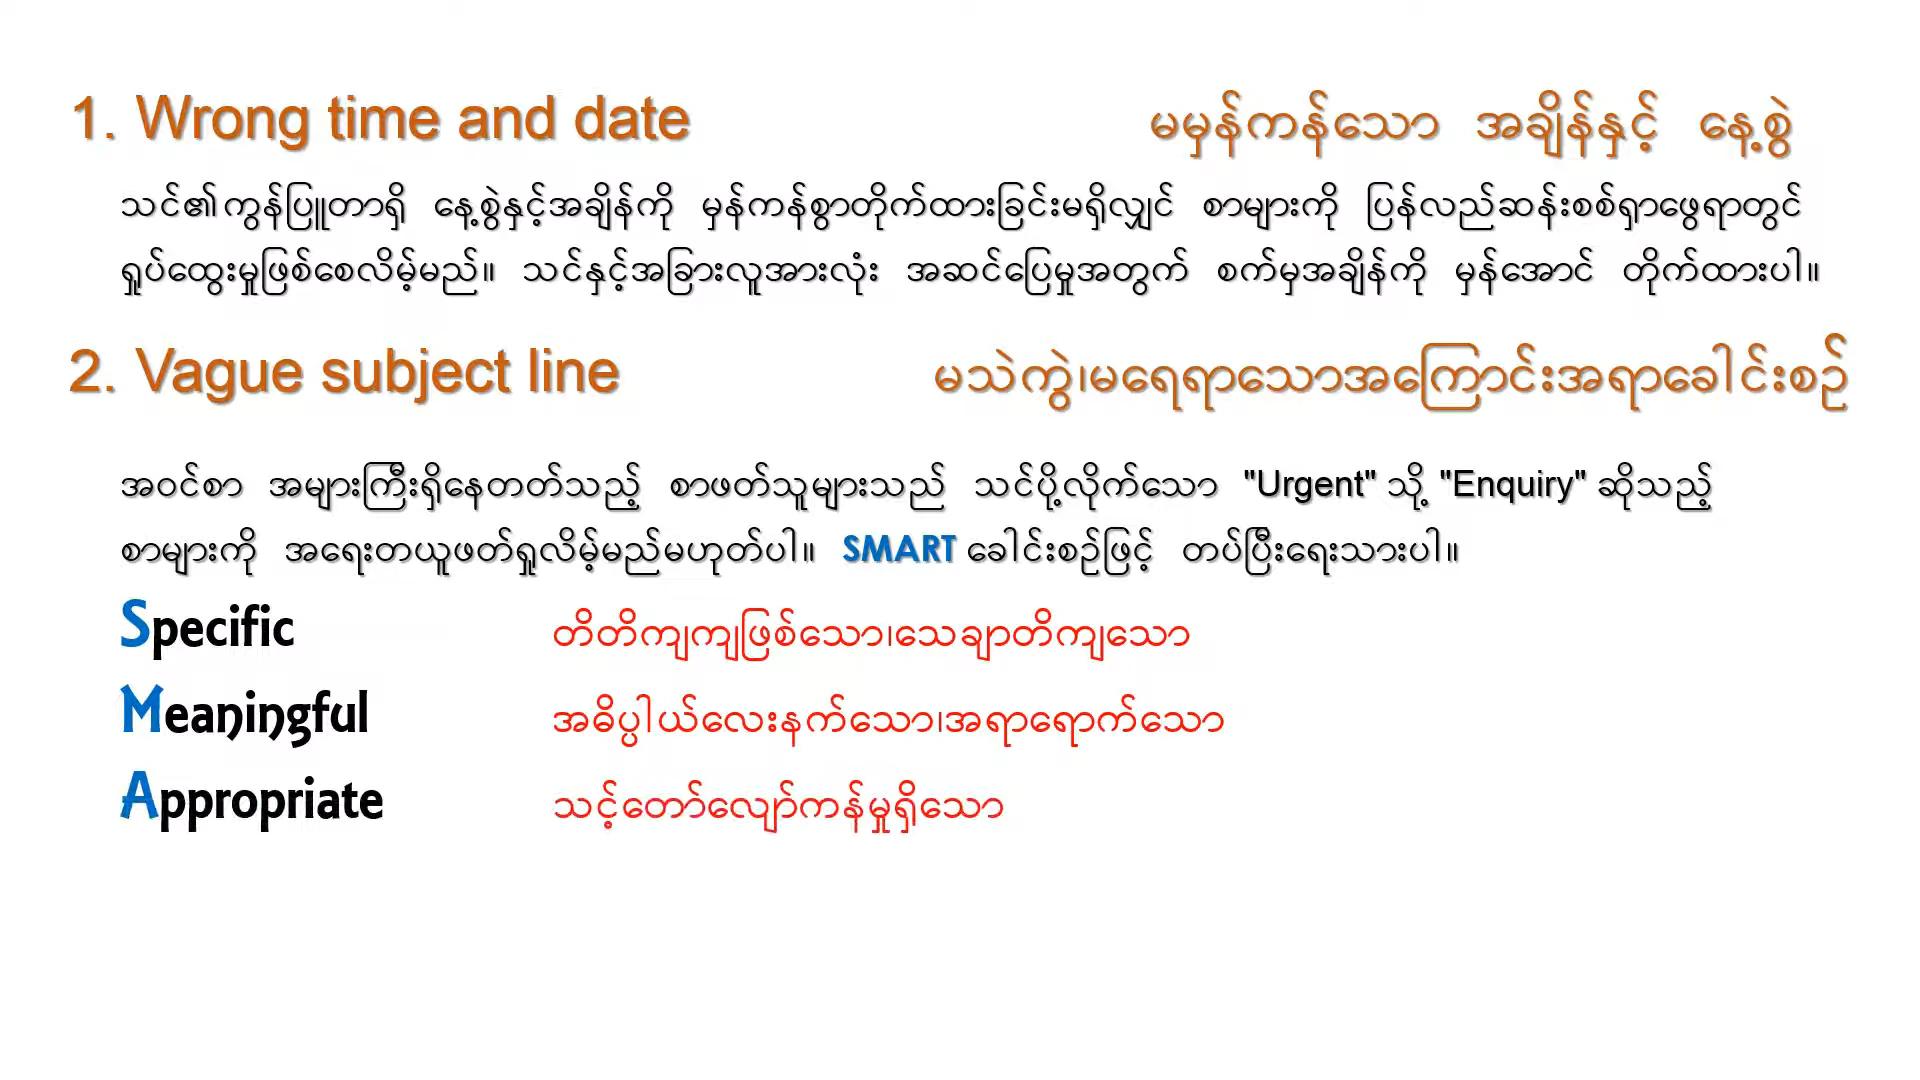 1. Wrong time and date မမှန်ကန်သော အချိန်နှင့် နေ့စွဲ
သင်၏ကွန်ပြူတာရှိ နေ့စွဲနှင့်အချိန်ကို မှန်ကန်စွာတိုက်ထားခြင်းမရှိလျှင် စာများကို ပြန်လည်ဆန်းစစ်ရှာဖွေရာတွင်
ရှုပ်ထွေးမှုဖြစ်စေလိမ့်မည်။ သင်နှင့်အခြားလူအားလုံး အဆင်ပြေမှုအတွက် စက်မှအချိန်ကို မှန်အောင် တိုက်ထားပါ။
2. Vague subject line မသဲကွဲ၊မရေရာသောအကြောင်းအရာခေါင်းစဉ်
အဝင်စာ အများကြီးရှိနေတတ်သည့် စာဖတ်သူများသည် သင်ပို့လိုက်သော "Urgent" သို့ "Enquiry" ဆိုသည့်
စာများကို အရေးတယူဖတ်ရှုလိမ့်မည်မဟုတ်ပါ။ SMART ခေါင်းစဉ်ဖြင့် တပ်ပြီးရေးသားပါ။
Specific တိတိကျကျဖြစ်သော၊သေချာတိကျသော
Meaningful အဓိပ္ပါယ်လေးနက်သော၊အရာရောက်သော
Appropriate သင့်တော်လျော်ကန်မှုရှိသော